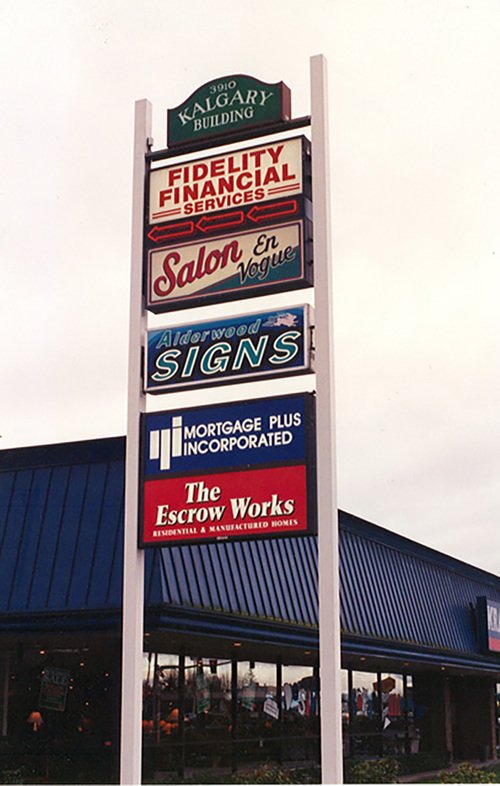 3910
KALGARY
BUILDING
FIDELITY
FINANCIAL
SERVICES
Salon En
Vogue
Alderwood
SIGNS
MORTGAGE PLUS
INCORPORATED
The
Escrow Works
RESIDENTIAL & MANUFACTURED HOMES
SALE